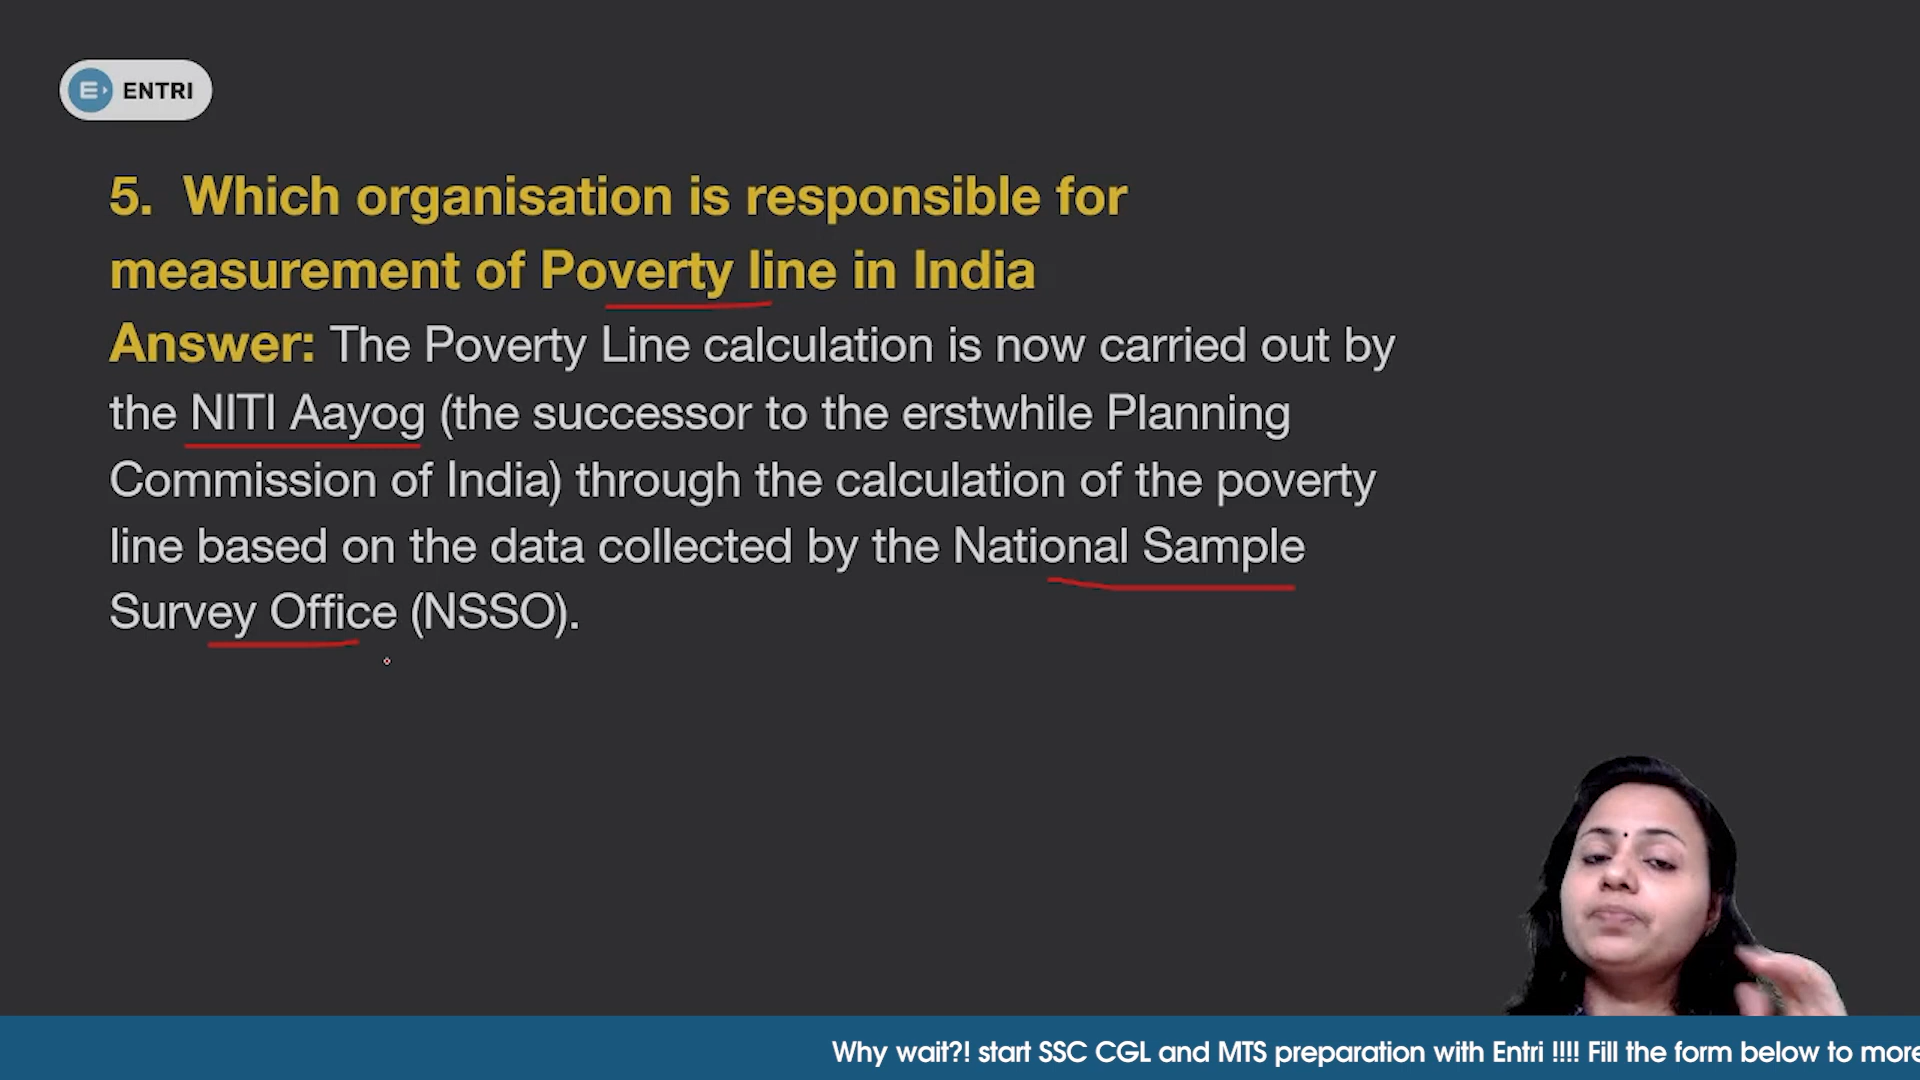 ENTRI
5. Which organisation is responsible for
measurement of Poverty line in India
Answer: The Poverty Line calculation is now carried out by
the NITI Aayog (the successor to the erstwhile Planning
Commission of India) through the calculation of the poverty
line based on the data collected by the National Sample
Survey Office (NSSO).
Why wait?! start SSC CGL and MTS preparation with Entri !!!! Fill the form below to more